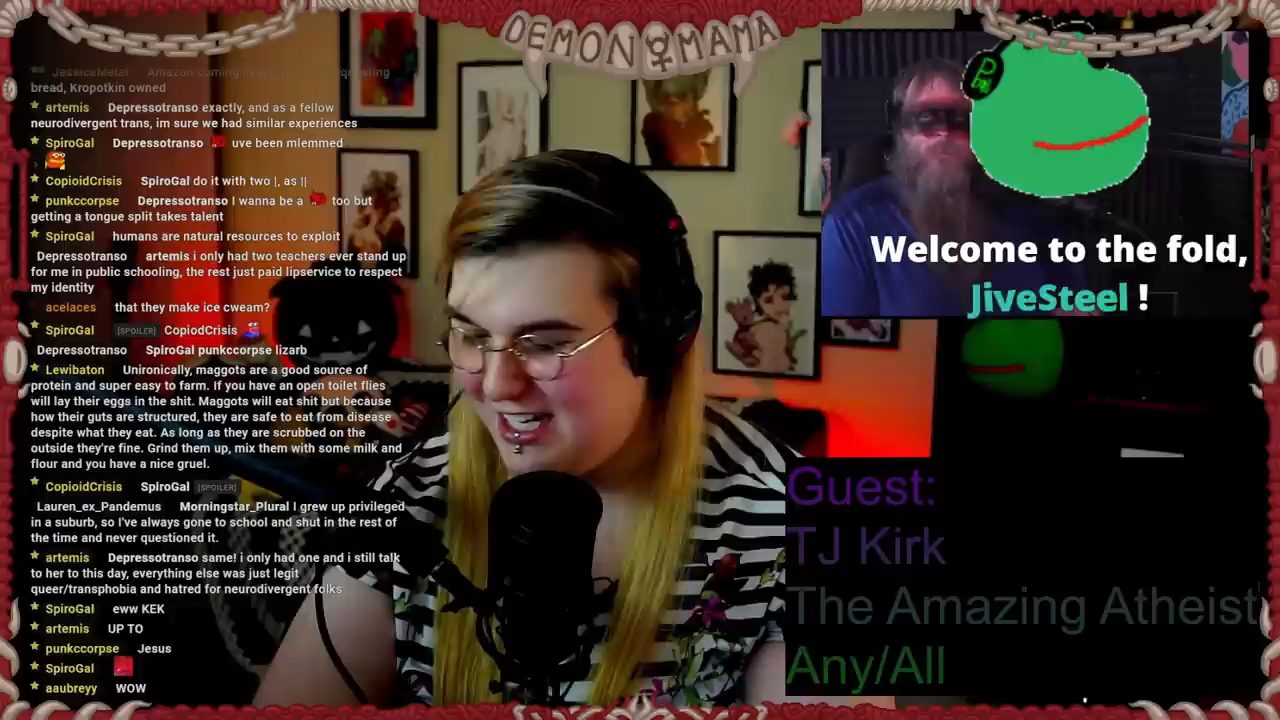 DEMON MAMA
JessicaMetal Amazon coming in
bread, Kropotkin owned
artemis Depressotranso exactly, and as a fellow
neurodivergent trans, im sure we had similar experiences
SpiroGal Depressotranso uve been mlemmed
CopioidCrisis SpiroGal do it with two |, as ||
punkccorpse Depressotranso I wanna be a too but
getting a tongue split takes talent
SpiroGal humans are natural resources to exploit
Depressotranso artemis i only had two teachers ever stand up
for me in public schooling, the rest just paid lipservice to respect
my identity
acelaces that they make ice cweam?
SpiroGal [SPOILER] CopiodCrisis
Depressotranso SpiroGal punkccorpse lizarb
Lewibaton Unironically, maggots are a good source of
protein and super easy to farm. If you have an open toilet flies
will lay their eggs in the shit. Maggots will eat shit but because
how their guts are structured, they are safe to eat from disease
despite what they eat. As long as they are scrubbed on the
outside they're fine. Grind them up, mix them with some milk and
flour and you have a nice gruel.
CopioidCrisis SpiroGal [SPOILER]
Lauren_ex_Pandemus Morningstar_Plural I grew up privileged
in a suburb, so I've always gone to school and shut in the rest of
the time and never questioned it.
artemis Depressotranso same! i only had one and i still talk
to her to this day, everything else was just legit
queer/transphobia and hatred for neurodivergent folks
SpiroGal eww KEK
artemis UP TO
punkccorpse Jesus
SpiroGal
aaubreyy WOW
Welcome to the fold,
JiveSteel !
Guest:
TJ Kirk
The Amazing Atheist
Any/All